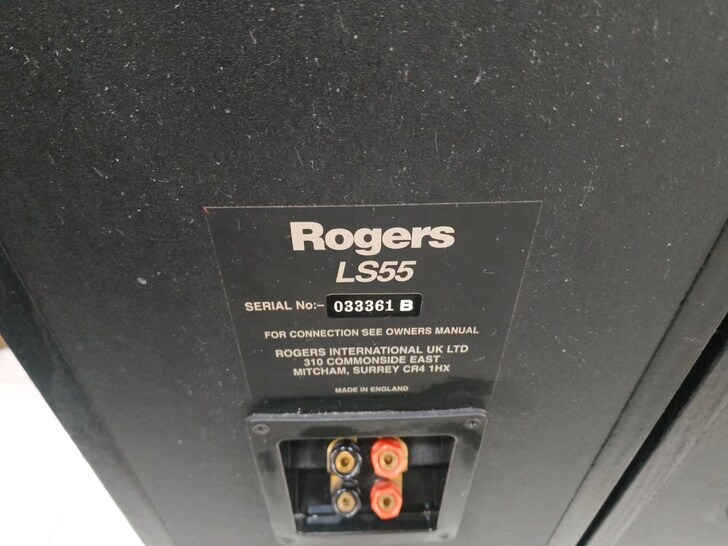 Rogers
LS55
SERIAL No:- 033361 B
FOR CONNECTION SEE OWNERS MANUAL
ROGERS INTERNATIONAL UK LTD
310 COMMONSIDE EAST
MITCHAM, SURREY CR4 1HX
MADE IN ENGLAND